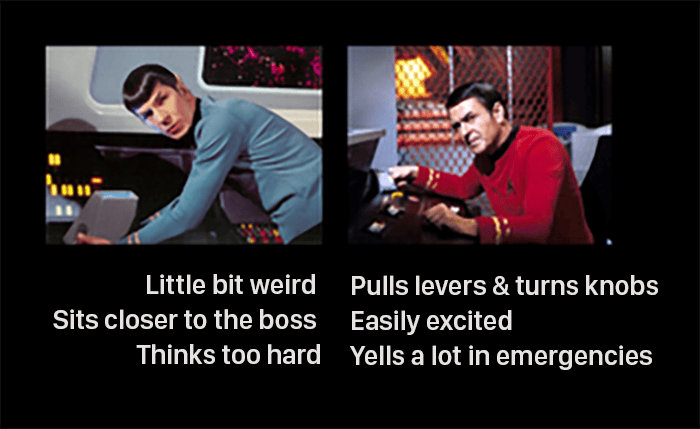 Little bit weird
Sits closer to the boss
Thinks too hard
Pulls levers & turns knobs
Easily excited
Yells a lot in emergencies